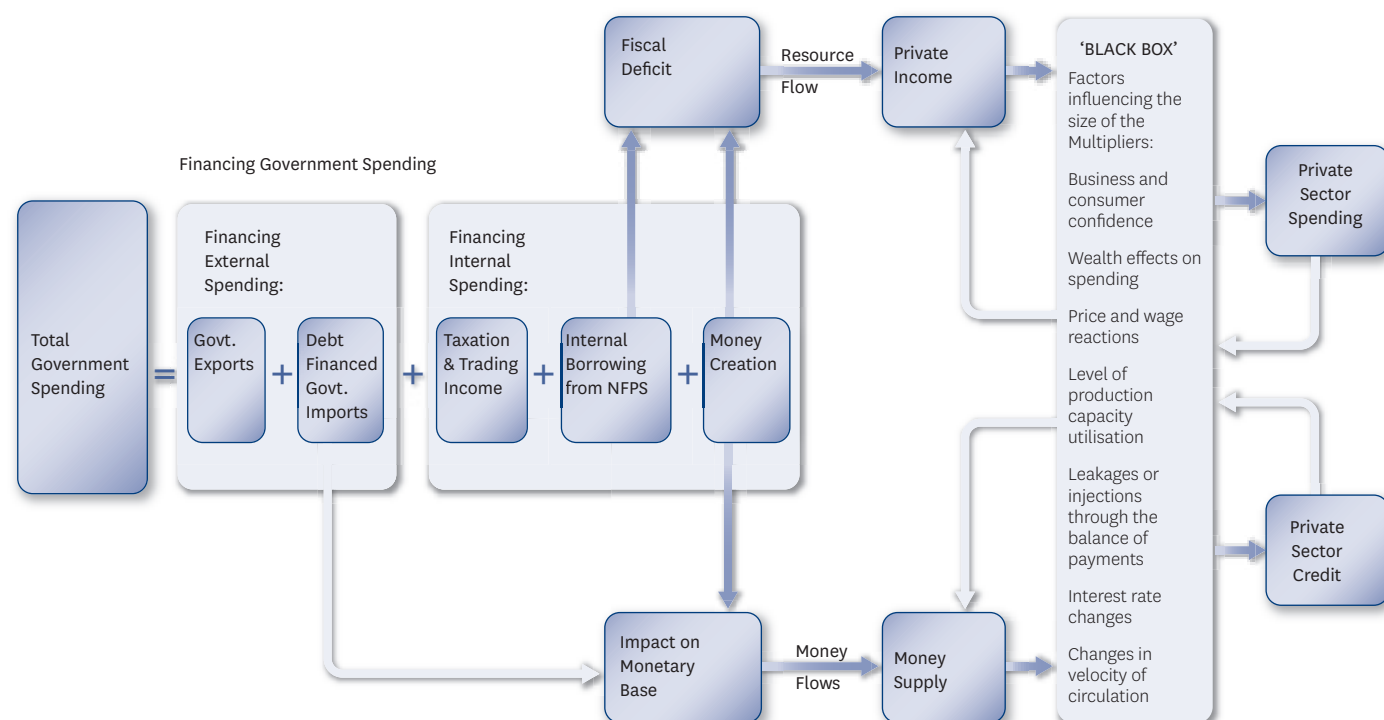 Financing Government Spending
Total
Government
Spending
=
Financing
External
Spending:
Govt.
Exports
+
Debt
Financed
Govt.
Imports
+
Financing
Internal
Spending:
Taxation
& Trading
Income
+
Internal
Borrowing
from NFPS
+
Money
Creation
Fiscal
Deficit
Resource
Flow
Private
Income
Impact on
Monetary
Base
Money
Flows
Money
Supply
‘BLACK BOX’
Factors
influencing the
size of the
Multipliers:
Business and
consumer
confidence
Wealth effects on
spending
Price and wage
reactions
Level of
production
capacity
utilisation
Leakages or
injections
through the
balance of
payments
Interest rate
changes
Changes in
velocity of
circulation
Private
Sector
Spending
Private
Sector
Credit